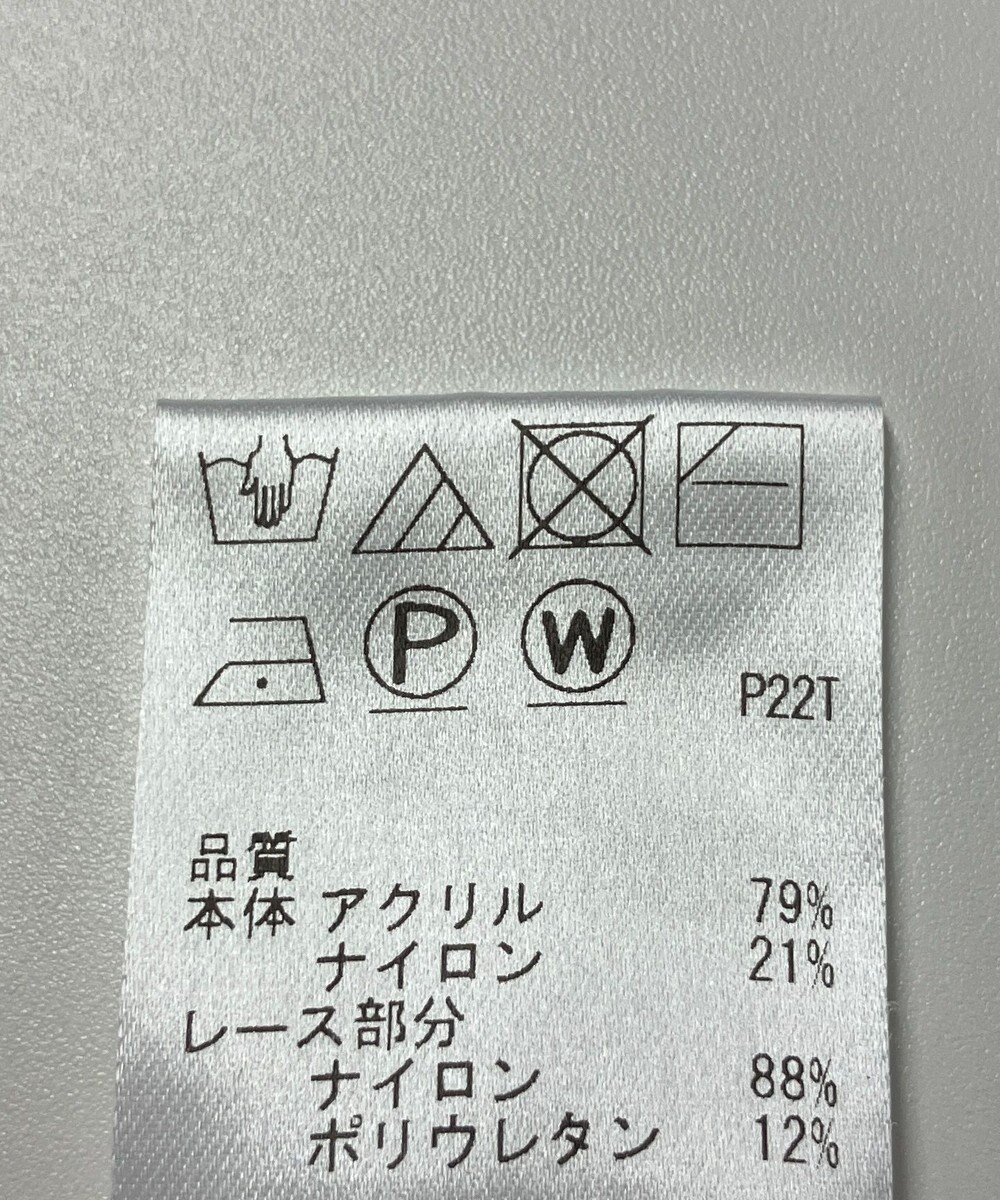 P W
P22T
品質
本体 アクリル 79%
ナイロン 21%
レース部分
ナイロン 88%
ポリウレタン 12%